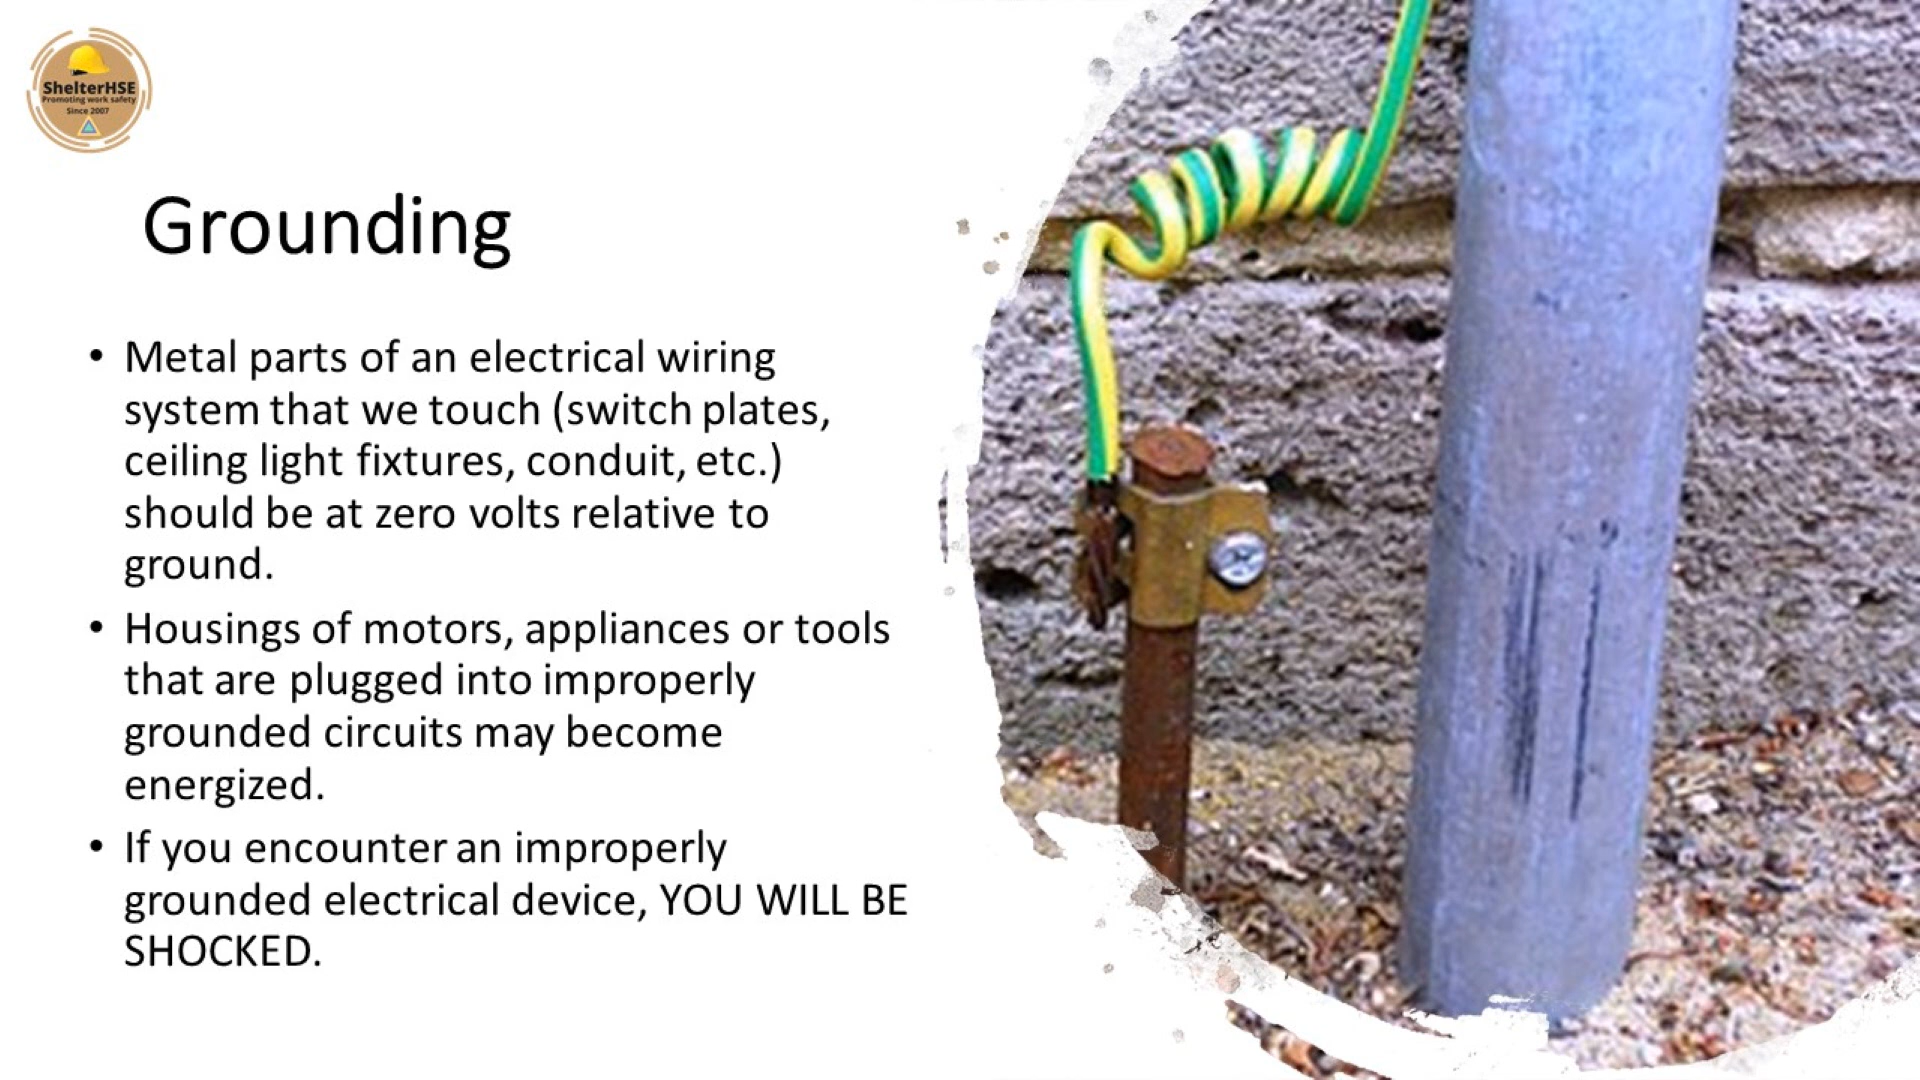 ShelterHSE
Promoting work safety
Since 2007
Grounding
• Metal parts of an electrical wiring
system that we touch (switch plates,
ceiling light fixtures, conduit, etc.)
should be at zero volts relative to
ground.
• Housings of motors, appliances or tools
that are plugged into improperly
grounded circuits may become
energized.
• If you encounter an improperly
grounded electrical device, YOU WILL BE
SHOCKED.